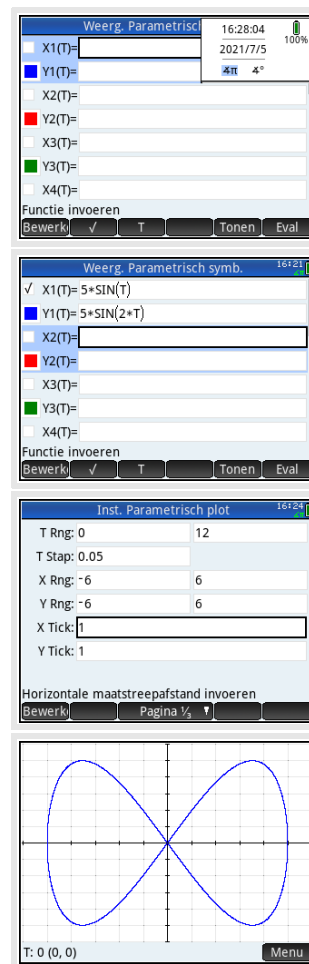 Weerg. Parametrisch
16:28:04
100%
2021/7/5
∡π ∡°
X1(T)=
Y1(T)=
X2(T)=
Y2(T)=
X3(T)=
Y3(T)=
X4(T)=
Functie invoeren
Bewerk √ T Tonen Eval
Weerg. Parametrisch symb. 16:21
∡π
√ X1(T)= 5*SIN(T)
Y1(T)= 5*SIN(2*T)
X2(T)=
Y2(T)=
X3(T)=
Y3(T)=
X4(T)=
Functie invoeren
Bewerk √ T Tonen Eval
Inst. Parametrisch plot 16:24
∡π
T Rng: 0 12
T Stap: 0.05
X Rng: -6 6
Y Rng: -6 6
X Tick: 1
Y Tick: 1
Horizontale maatstreepafstand invoeren
Bewerk Pagina 1/3
T: 0 (0, 0) Menu